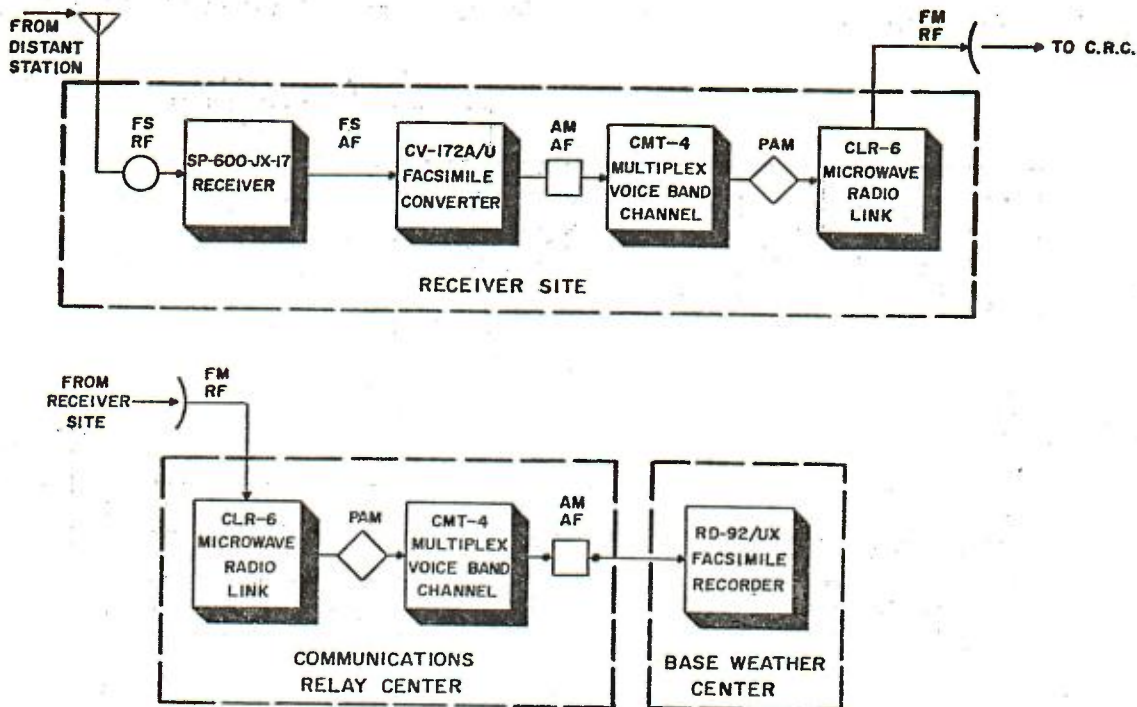 FROM
DISTANT
STATION
FS
RF
SP-600-JX-17
RECEIVER
FS
AF
CV-172A/U
FACSIMILE
CONVERTER
AM
AF
CMT-4
MULTIPLEX
VOICE BAND
CHANNEL
PAM
CLR-6
MICROWAVE
RADIO
LINK
FM
RF
TO C.R.C.
RECEIVER SITE
FROM
RECEIVER
SITE
FM
RF
CLR-6
MICROWAVE
RADIO
LINK
PAM
CMT-4
MULTIPLEX
VOICE BAND
CHANNEL
AM
AF
RD-92/UX
FACSIMILE
RECORDER
COMMUNICATIONS
RELAY CENTER
BASE WEATHER
CENTER